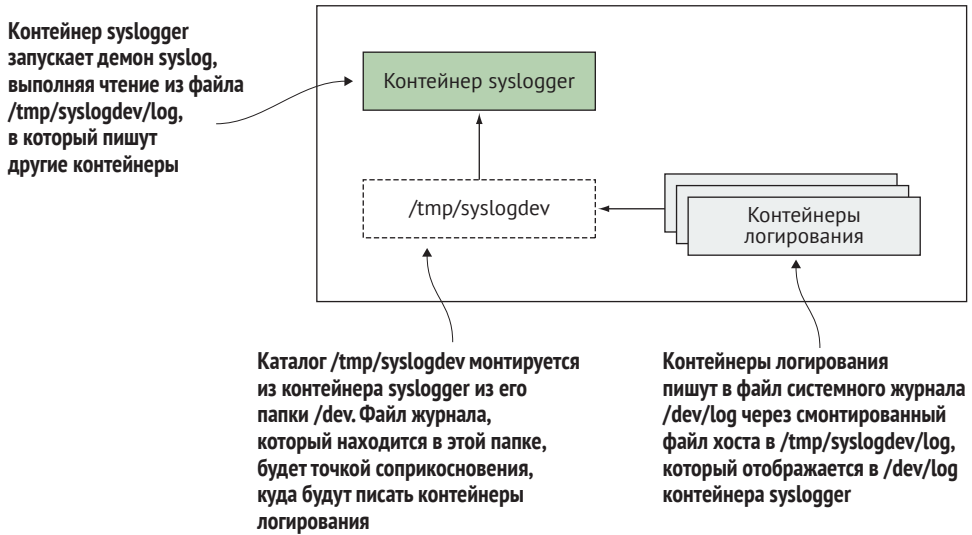 Контейнер syslogger
запускает демон syslog,
выполняя чтение из файла
/tmp/syslogdev/log,
в который пишут
другие контейнеры
Контейнер syslogger
/tmp/syslogdev
Контейнеры
логирования
Каталог /tmp/syslogdev монтируется
из контейнера syslogger из его
папки /dev. Файл журнала,
который находится в этой папке,
будет точкой соприкосновения,
куда будут писать контейнеры
логирования
Контейнеры логирования
пишут в файл системного журнала
/dev/log через смонтированный
файл хоста в /tmp/syslogdev/log,
который отображается в /dev/log
контейнера syslogger